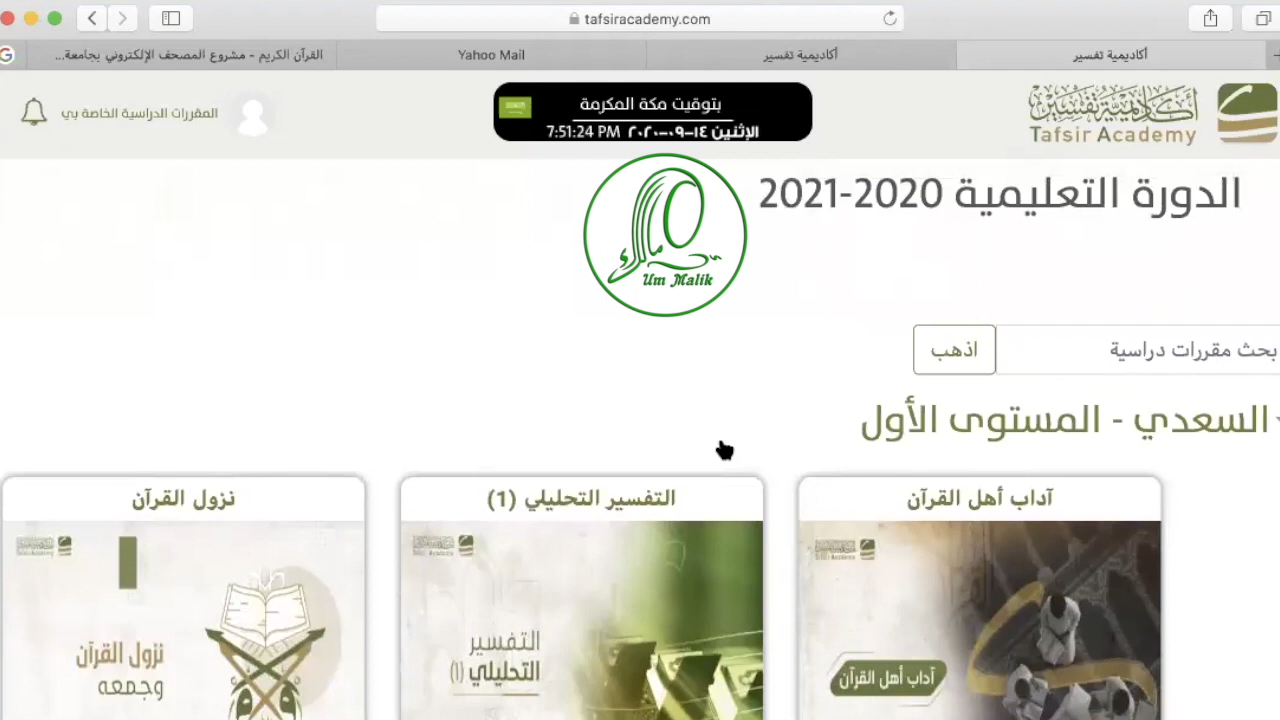 tafsiracademy.com
القرآن الكريم - مشروع المصحف الإلكتروني بجامعة...
Yahoo Mail
أكاديمية تفسير
أكاديمية تفسير
أكاديمية تفسير
Tafsir Academy
بتوقيت مكة المكرمة
الإثنين ١٤-٠٩-٢٠٢٠ 7:51:24 PM
المقررات الدراسية الخاصة بي
الدورة التعليمية 2020-2021
Um Malik
بحث مقررات دراسية
اذهب
السعدي - المستوى الأول
آداب أهل القرآن
التفسير التحليلي (1)
نزول القرآن
آداب أهل القرآن
التفسير
التحليلي (1)
نزول القرآن
وجمعه